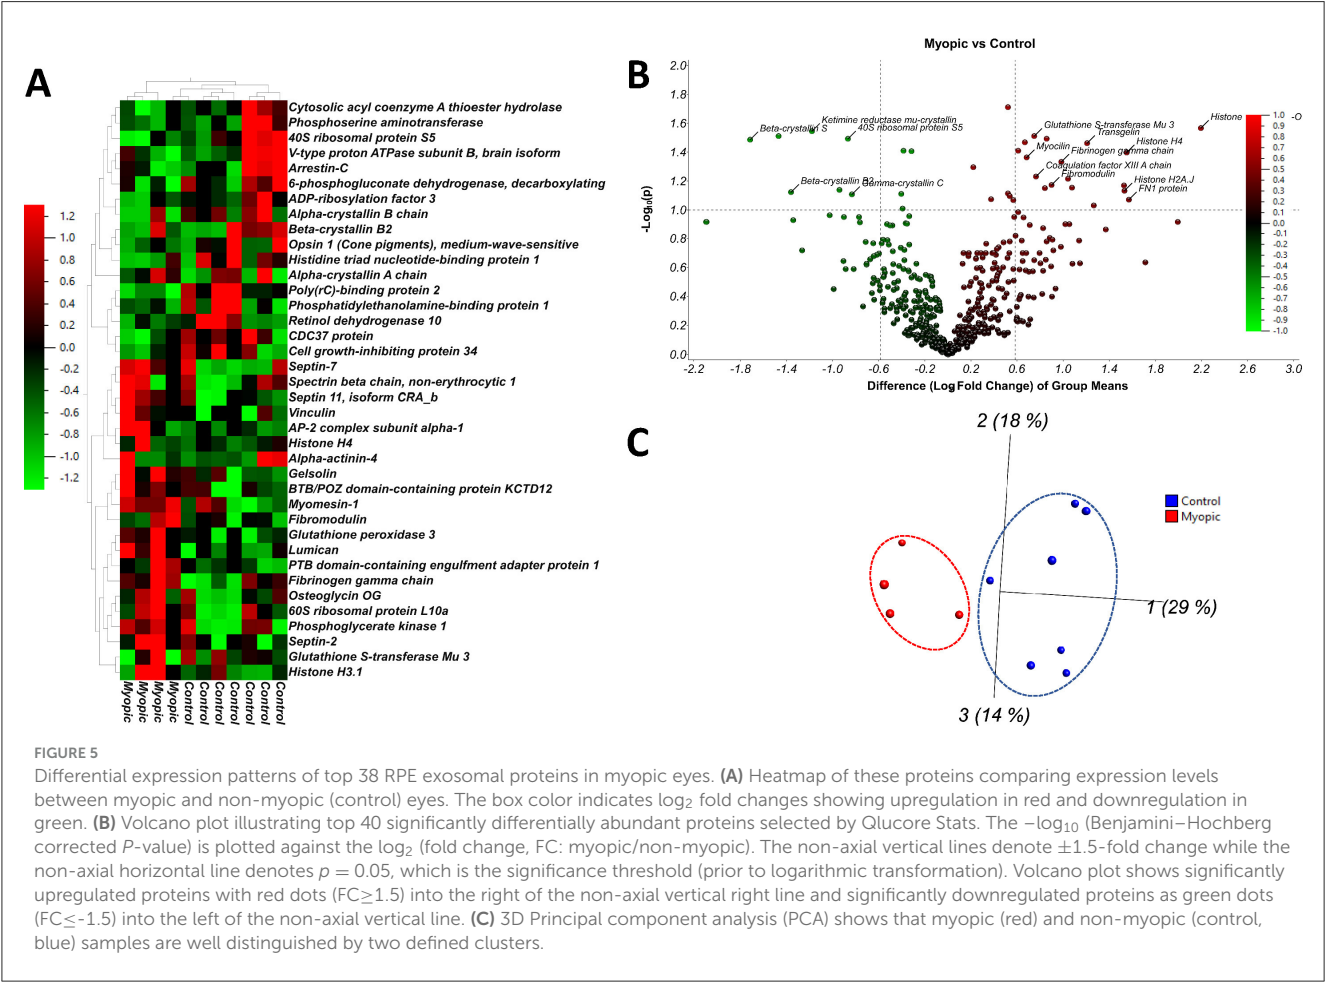 A
Cytosolic acyl coenzyme A thioester hydrolase
Phosphoserine aminotransferase
40S ribosomal protein S5
V-type proton ATPase subunit B, brain isoform
Arrestin-C
6-phosphogluconate dehydrogenase, decarboxylating
ADP-ribosylation factor 3
Alpha-crystallin B chain
Beta-crystallin B2
Opsin 1 (Cone pigments), medium-wave-sensitive
Histidine triad nucleotide-binding protein 1
Alpha-crystallin A chain
Poly(rC)-binding protein 2
Phosphatidylethanolamine-binding protein 1
Retinol dehydrogenase 10
CDC37 protein
Cell growth-inhibiting protein 34
Septin-7
Spectrin beta chain, non-erythrocytic 1
Septin 11, isoform CRA_b
Vinculin
AP-2 complex subunit alpha-1
Histone H4
Alpha-actinin-4
Gelsolin
BTB/POZ domain-containing protein KCTD12
Myomesin-1
Fibromodulin
Glutathione peroxidase 3
Lumican
PTB domain-containing engulfment adapter protein 1
Fibrinogen gamma chain
Osteoglycin OG
60S ribosomal protein L10a
Phosphoglycerate kinase 1
Septin-2
Glutathione S-transferase Mu 3
Histone H3.1
1.2
1.0
0.8
0.6
0.4
0.2
0.0
-0.2
-0.4
-0.6
-0.8
-1.0
-1.2
Myopic
Myopic
Myopic
Myopic
Control
Control
Control
Control
Control
Control
Control
B
Myopic vs Control
-Log₁₀(p)
2.0
1.8
1.6
1.4
1.2
1.0
0.8
0.6
0.4
0.2
0.0
-2.2
-1.8
-1.4
-1.0
-0.6
-0.2
0.2
0.6
1.0
1.4
1.8
2.2
2.6
3.0
Difference (Log₂Fold Change) of Group Means
Beta-crystallin S
Ketimine reductase mu-crystallin
40S ribosomal protein S5
Beta-crystallin B2
Gamma-crystallin C
Glutathione S-transferase Mu 3
Transgelin
Myocilin
Histone H4
Fibrinogen gamma chain
Coagulation factor XIII A chain
Fibromodulin
Histone H2A.J
FN1 protein
Histone
-O
1.0
0.9
0.8
0.7
0.6
0.5
0.4
0.3
0.2
0.1
0.0
-0.1
-0.2
-0.3
-0.4
-0.5
-0.6
-0.7
-0.8
-0.9
-1.0
C
2 (18 %)
1 (29 %)
3 (14 %)
Control
Myopic
FIGURE 5
Differential expression patterns of top 38 RPE exosomal proteins in myopic eyes. (A) Heatmap of these proteins comparing expression levels
between myopic and non-myopic (control) eyes. The box color indicates log₂ fold changes showing upregulation in red and downregulation in
green. (B) Volcano plot illustrating top 40 significantly differentially abundant proteins selected by Qlucore Stats. The −log₁₀ (Benjamini–Hochberg
corrected P-value) is plotted against the log₂ (fold change, FC: myopic/non-myopic). The non-axial vertical lines denote ±1.5-fold change while the
non-axial horizontal line denotes p = 0.05, which is the significance threshold (prior to logarithmic transformation). Volcano plot shows significantly
upregulated proteins with red dots (FC≥1.5) into the right of the non-axial vertical right line and significantly downregulated proteins as green dots
(FC≤-1.5) into the left of the non-axial vertical line. (C) 3D Principal component analysis (PCA) shows that myopic (red) and non-myopic (control,
blue) samples are well distinguished by two defined clusters.